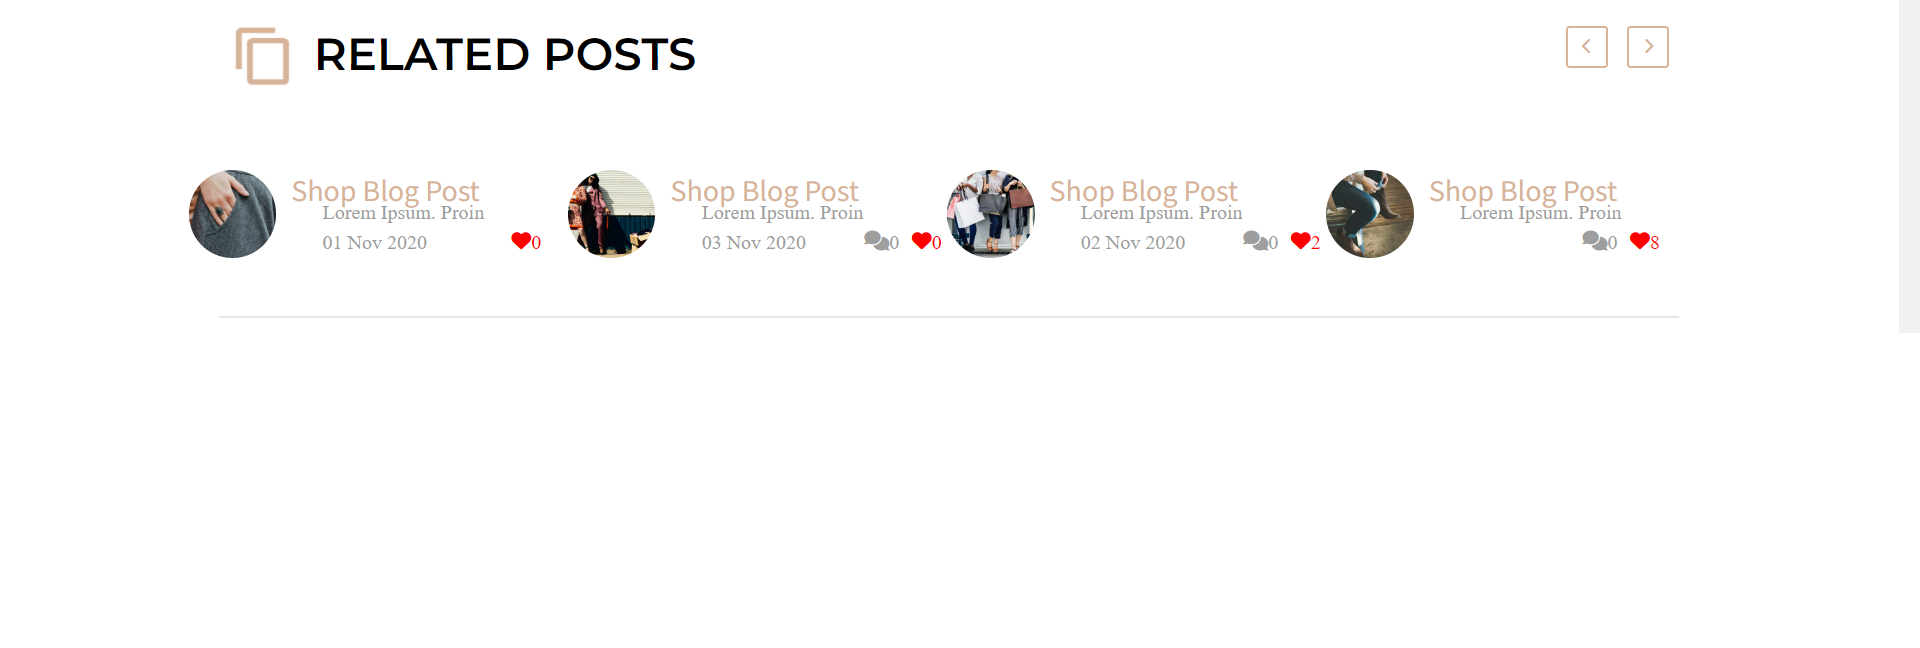 RELATED POSTS
Shop Blog Post
Lorem Ipsum. Proin
01 Nov 2020 0
Shop Blog Post
Lorem Ipsum. Proin
03 Nov 2020 0 0
Shop Blog Post
Lorem Ipsum. Proin
02 Nov 2020 0 2
Shop Blog Post
Lorem Ipsum. Proin
0 8